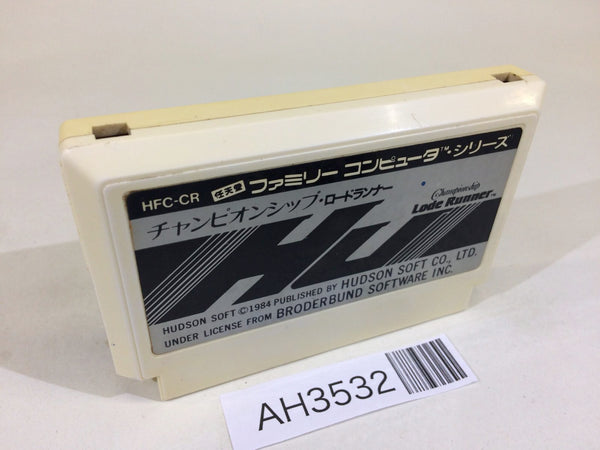 HFC-CR 任天堂 ファミリー コンピュータ™・シリーズ
チャンピオンシップ・ロードランナー
Championship
Lode Runner™
HUDSON SOFT ©1984 PUBLISHED BY HUDSON SOFT CO., LTD.
UNDER LICENSE FROM BRODERBUND SOFTWARE INC.
AH3532